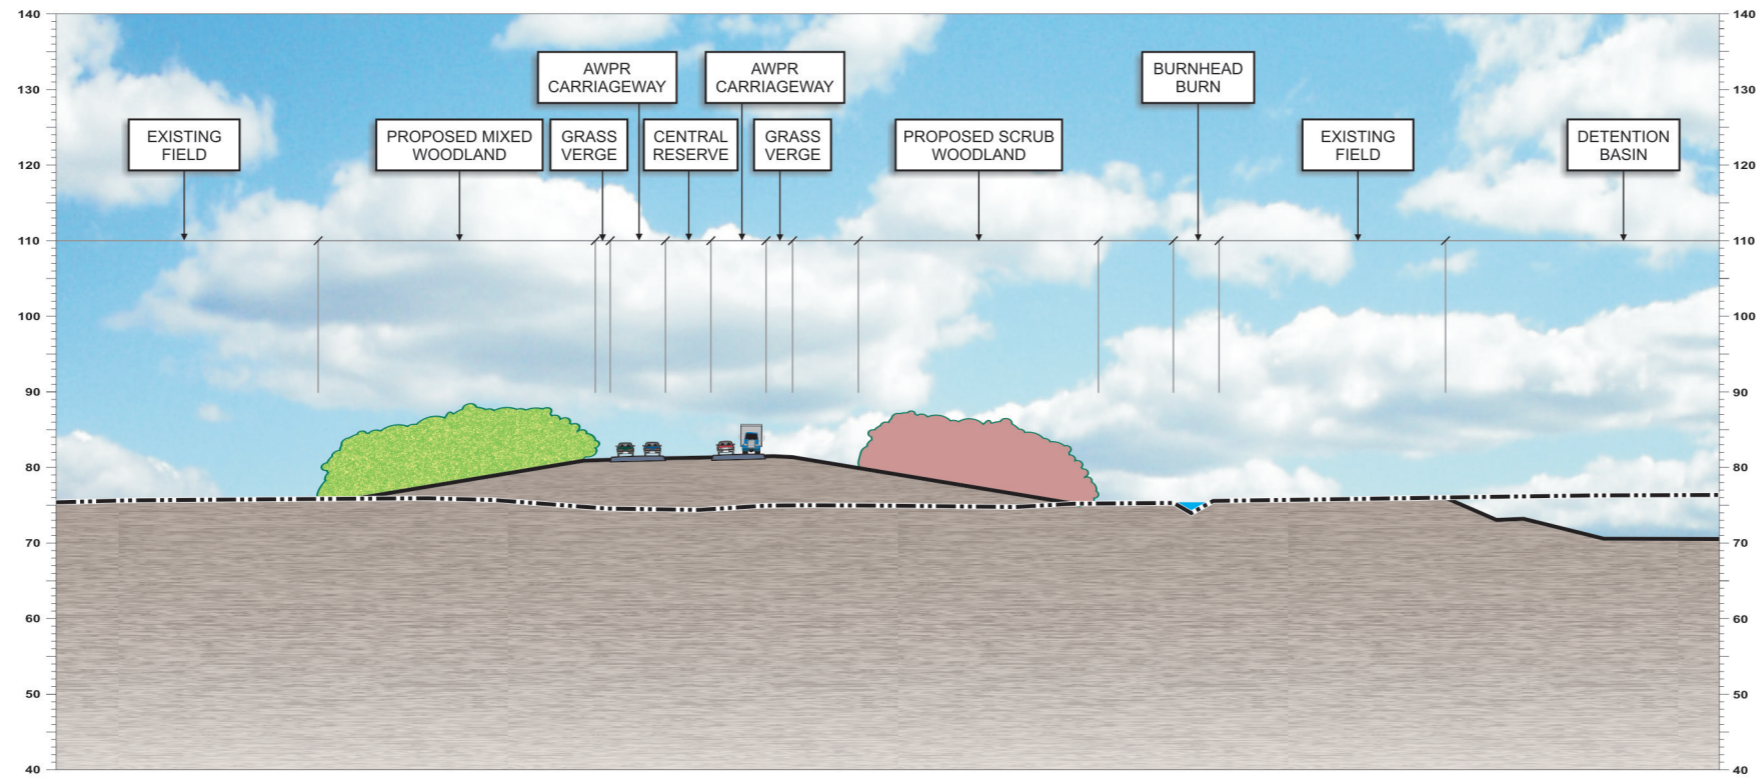 140
140
AWPR
CARRIAGEWAY
AWPR
CARRIAGEWAY
BURNHEAD
BURN
130
130
EXISTING
FIELD
PROPOSED MIXED
WOODLAND
GRASS
VERGE
CENTRAL
RESERVE
GRASS
VERGE
PROPOSED SCRUB
WOODLAND
EXISTING
FIELD
DETENTION
BASIN
120
120
110
110
100
100
90
90
80
80
70
70
60
60
50
50
40
40